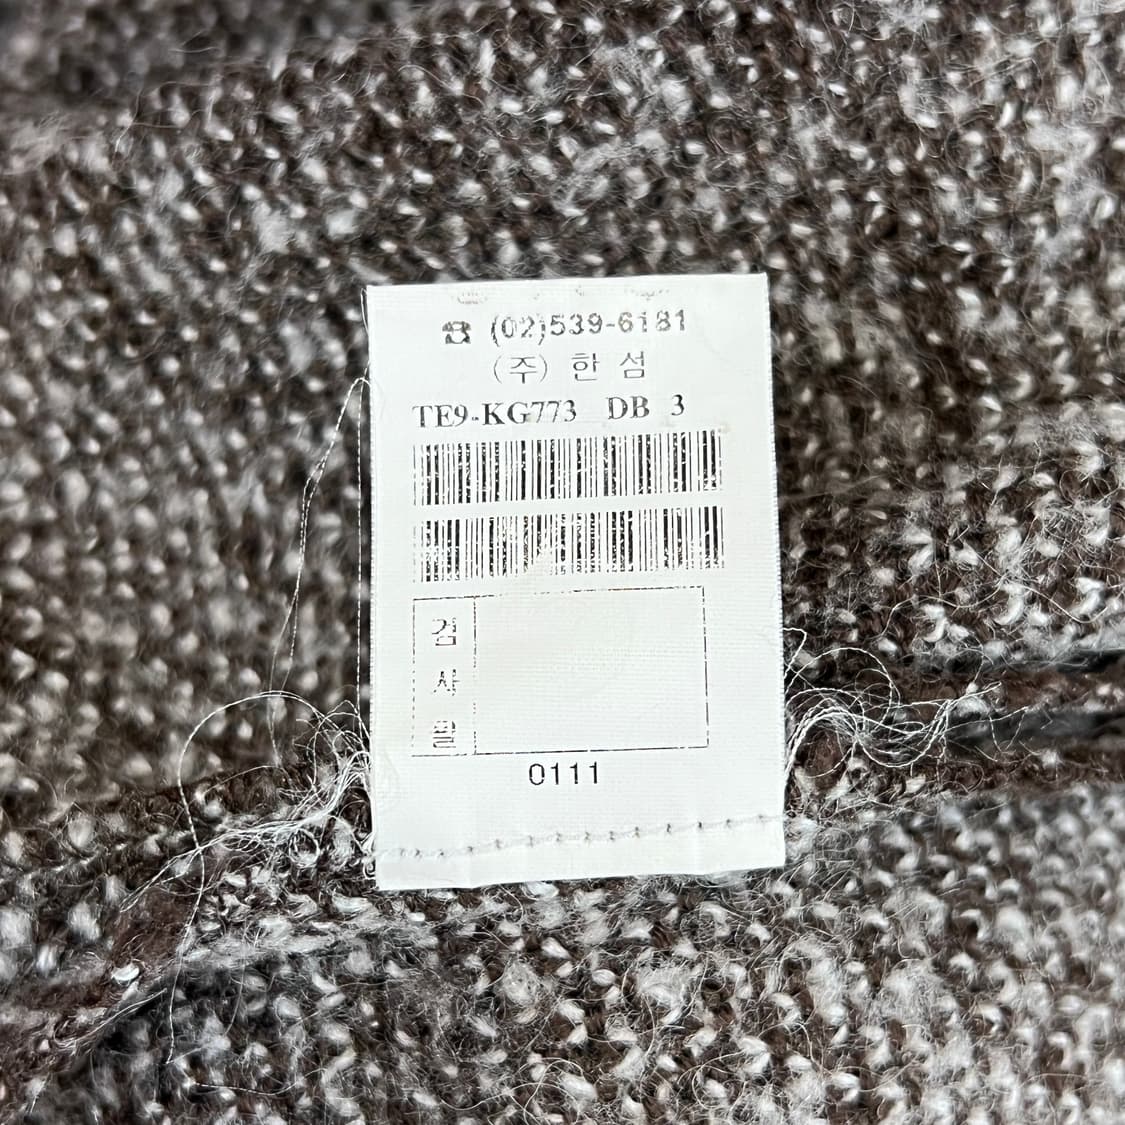 ☎ (02)539-6181
(주) 한 섬
TE9-KG773 DB 3
검
사
필
0111